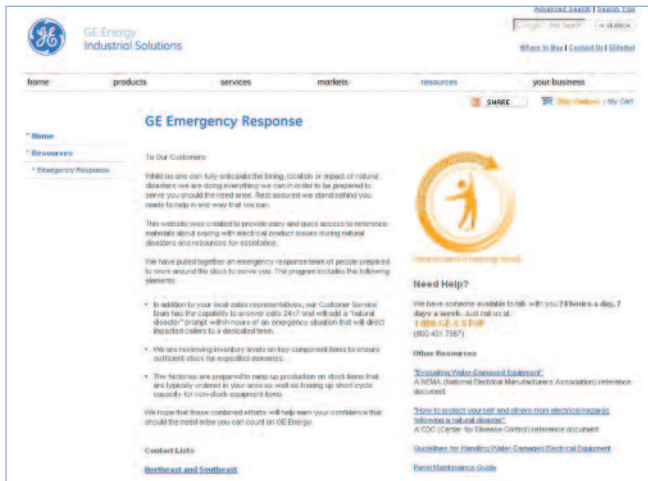 Advanced Search | Search Tips
GE Energy
Industrial Solutions
Google Site Search
SEARCH
Where to Buy | Contact Us | EliteNet
home products services markets resources your business
SHARE
| My Cart
GE Emergency Response
Home
Resources
Emergency Response
To Our Customers:
While no one can fully anticipate the timing, location or impact of natural
disasters we are doing everything we can in order to be prepared to
serve you should the need arise. Rest assured we stand behind you
ready to help in any way that we can.
This website was created to provide easy and quick access to reference
materials about coping with electrical product issues during natural
disasters and resources for assistance.
We have pulled together an emergency response team of people prepared
to work around the clock to serve you. The program includes the following
elements:
In addition to your local sales representatives, our Customer Service
team has the capability to answer calls 24x7 and will add a "natural
disaster" prompt within hours of an emergency situation that will direct
impacted callers to a dedicated team.
We are reviewing inventory levels on key component items to ensure
sufficient stock for expedited deliveries.
The factories are prepared to ramp up production on stock items that
are typically ordered in your area as well as freeing up short cycle
capacity for non-stock equipment items.
We hope that these combined efforts will help earn your confidence that
should the need arise you can count on GE Energy.
Contact Lists
Northeast and Southeast
Need Help?
We have someone available to talk with you 24 hours a day, 7
days a week. Just call us at:
1 888 GE 4 STOP
(800 431 7867)
Other Resources
"Evaluating Water-Damaged Equipment"
A NEMA (National Electrical Manufacturers Association) reference
document
"How to protect yourself and others from electrical hazards
following a natural disaster"
A CDC (Center for Disease Control) reference document
Guidelines for Handling Water-Damaged Electrical Equipment
Panel Maintenance Guide